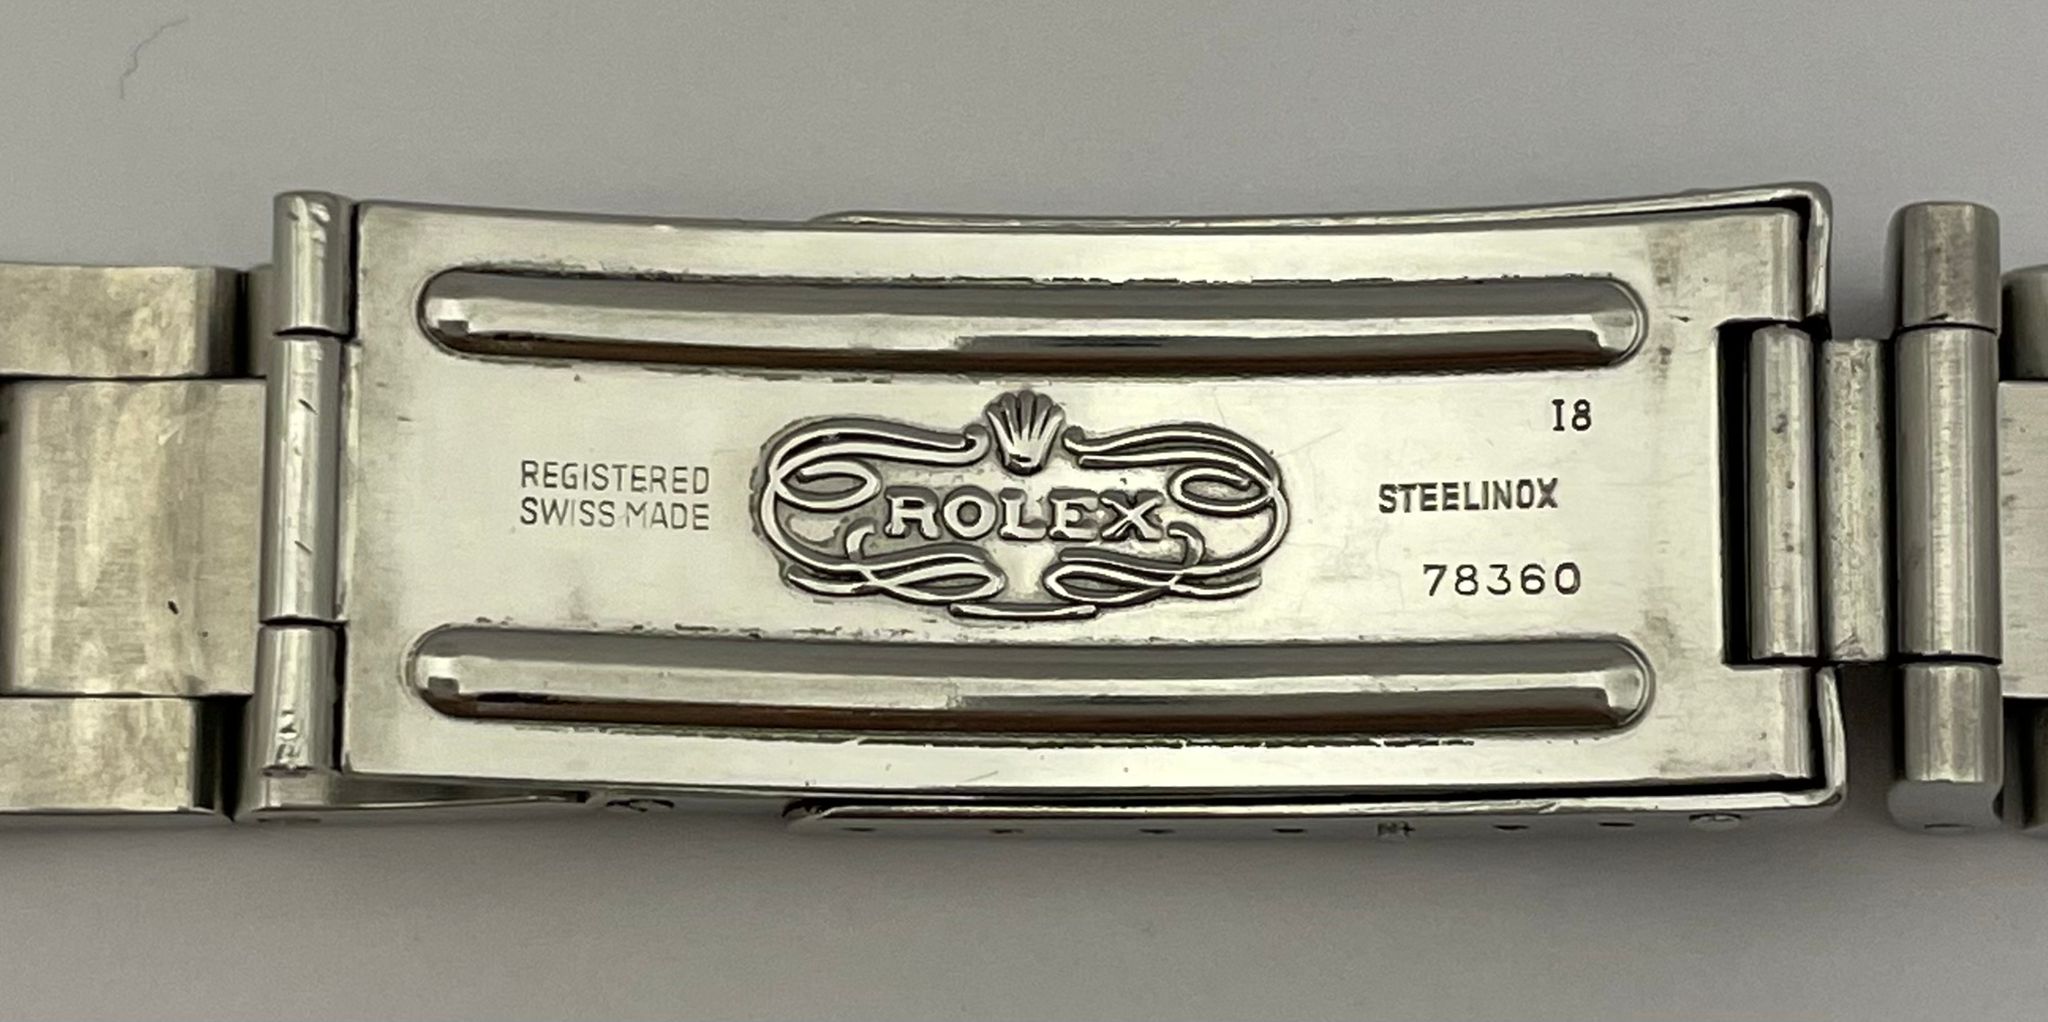 REGISTERED
SWISS MADE
ROLEX
I8
STEELINOX
78360